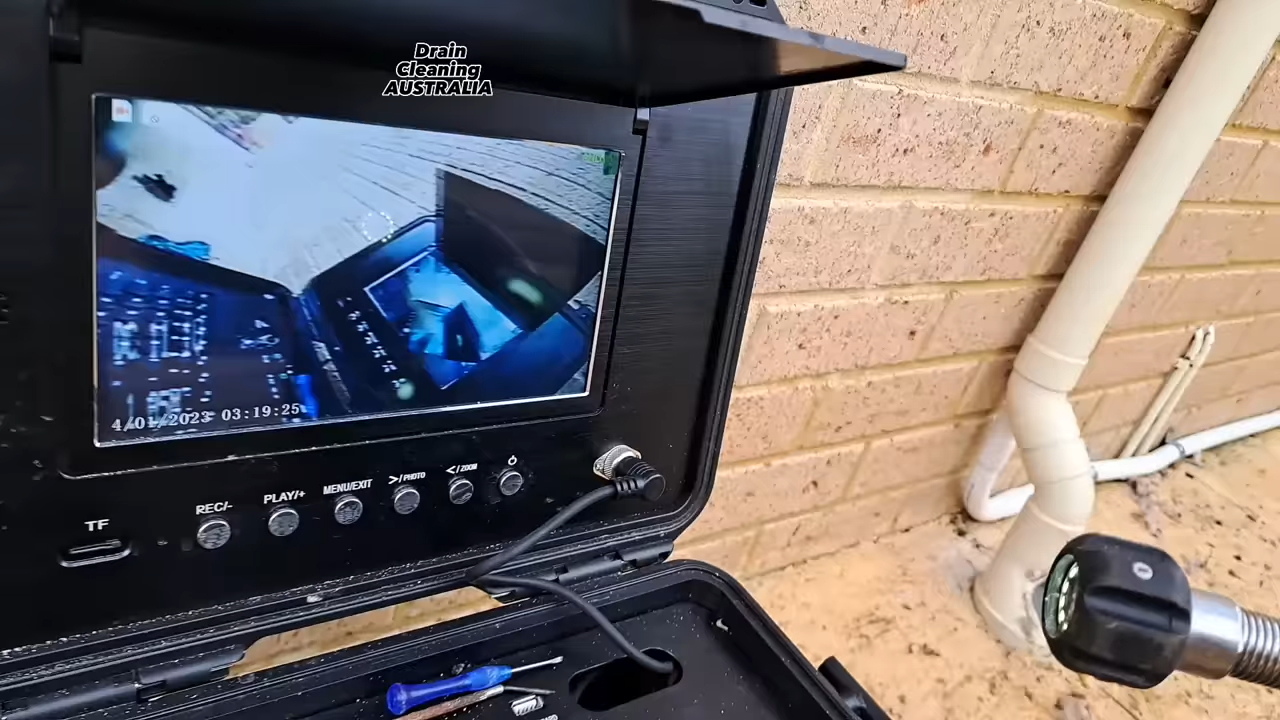 Drain
Cleaning
AUSTRALIA
4/01/2023 03:19:25
TF
REC/-
PLAY/+
MENU/EXIT
>/PHOTO
</ZOOM